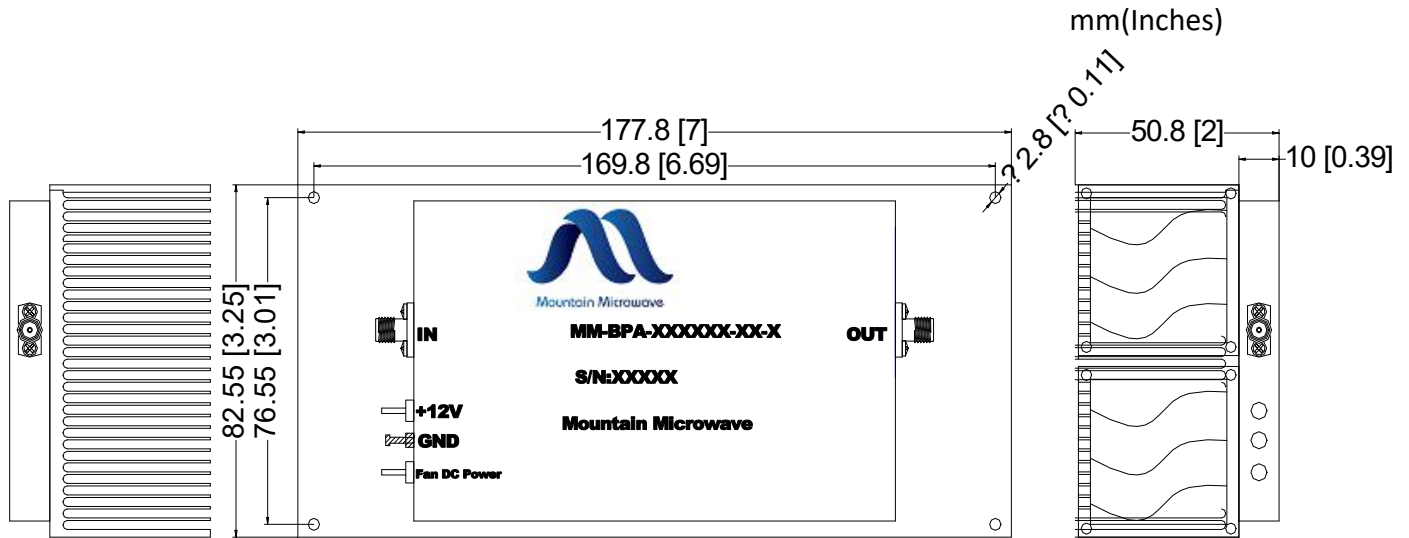 mm(Inches)
? 2.8 [? 0.11]
177.8 [7]
50.8 [2]
169.8 [6.69]
10 [0.39]
82.55 [3.25]
76.55 [3.01]
Mountain Microwave
IN
MM-BPA-XXXXXX-XX-X
OUT
S/N:XXXXX
+12V
Mountain Microwave
GND
Fan DC Power